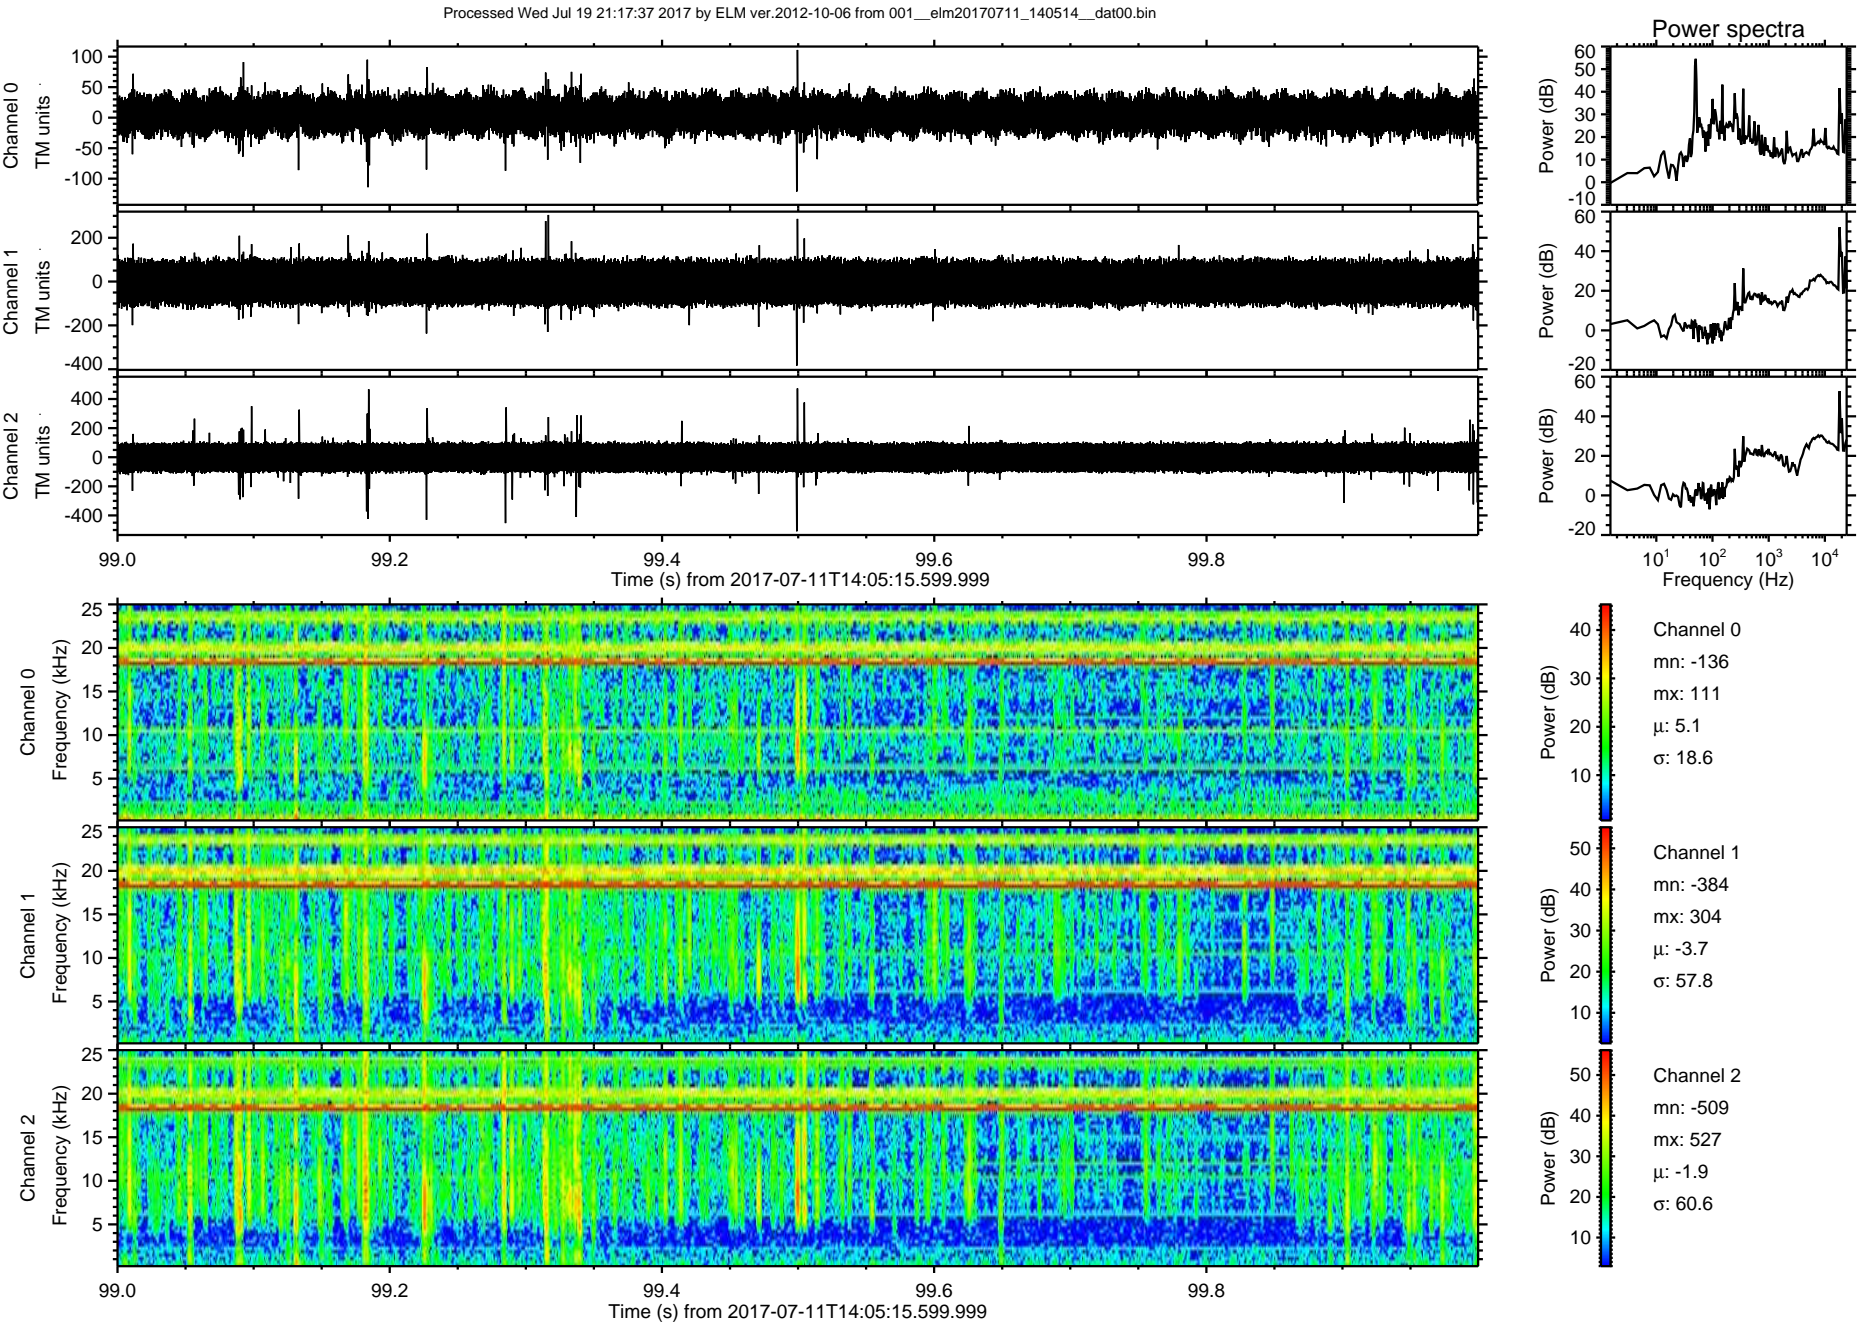 Processed Wed Jul 19 21:17:37 2017 by ELM ver.2012-10-06 from 001__elm20170711_140514__dat00.bin
Power spectra
Channel 0
TM units
100
50
0
-50
-100
Power (dB)
60
50
40
30
20
10
0
-10
Channel 1
TM units
200
0
-200
-400
Power (dB)
60
40
20
0
-20
Channel 2
TM units
400
200
0
-200
-400
Power (dB)
60
40
20
0
-20
99.0 99.2 99.4 99.6 99.8
Time (s) from 2017-07-11T14:05:15.599.999
10¹ 10² 10³ 10⁴
Frequency (Hz)
Channel 0
Frequency (kHz)
25
20
15
10
5
Power (dB)
40
30
20
10
Channel 0
mn: -136
mx: 111
µ: 5.1
σ: 18.6
Channel 1
Frequency (kHz)
25
20
15
10
5
Power (dB)
50
40
30
20
10
Channel 1
mn: -384
mx: 304
µ: -3.7
σ: 57.8
Channel 2
Frequency (kHz)
25
20
15
10
5
Power (dB)
50
40
30
20
10
Channel 2
mn: -509
mx: 527
µ: -1.9
σ: 60.6
99.0 99.2 99.4 99.6 99.8
Time (s) from 2017-07-11T14:05:15.599.999